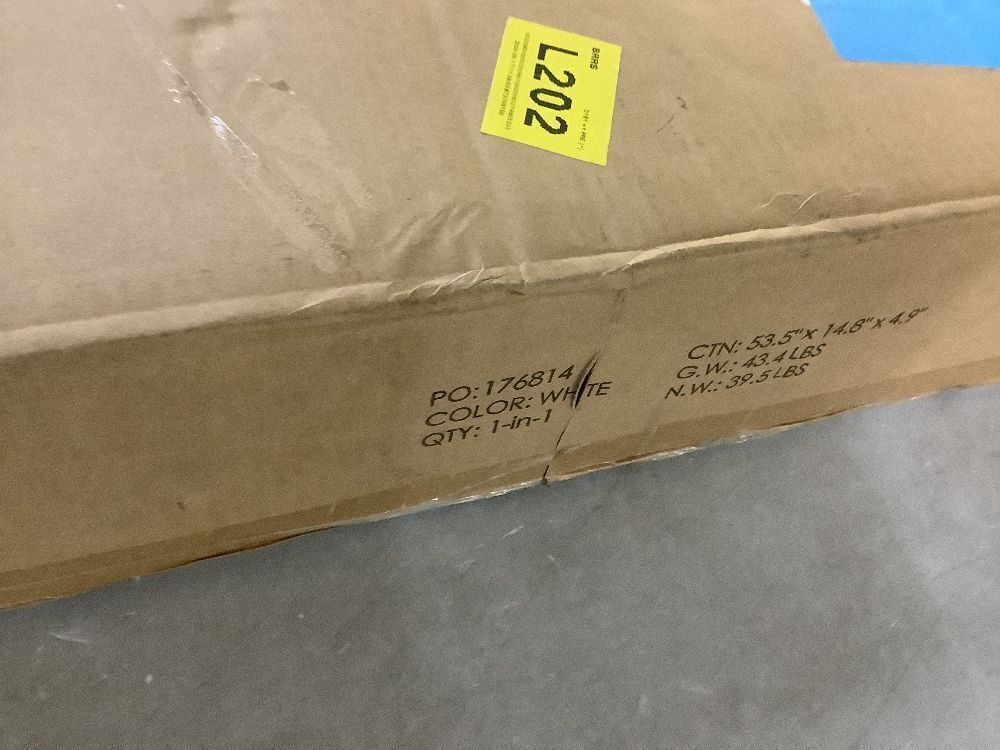 BRRS
L202
PO: 176814
COLOR: WHITE
QTY: 1-in-1
CTN: 53.5" x 14.8" x 4.9"
G.W.: 43.4 LBS
N.W.: 39.5 LBS